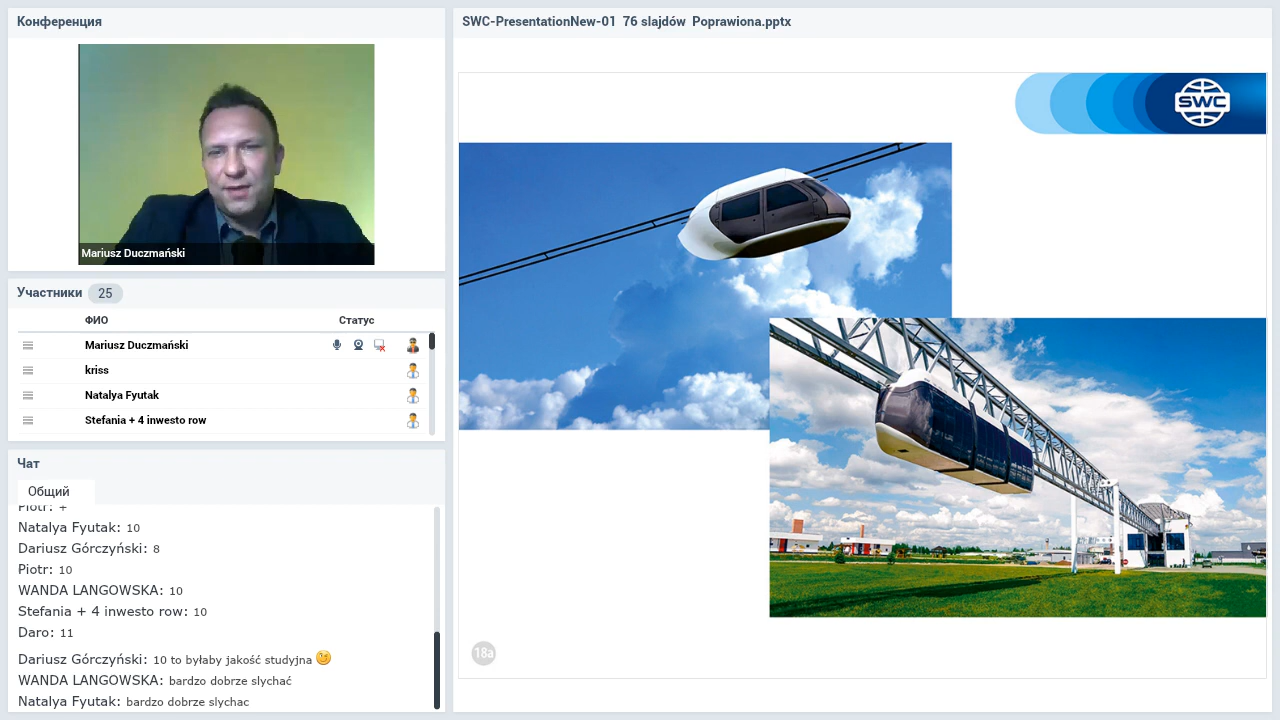 Конференция
Mariusz Duczmański
Участники 25
ФИО Статус
Mariusz Duczmański
kriss
Natalya Fyutak
Stefania + 4 inwesto row
Чат
Общий
Piotr: +
Natalya Fyutak: 10
Dariusz Górczyński: 8
Piotr: 10
WANDA LANGOWSKA: 10
Stefania + 4 inwesto row: 10
Daro: 11
Dariusz Górczyński: 10 to byłaby jakość studyjna
WANDA LANGOWSKA: bardzo dobrze slychać
Natalya Fyutak: bardzo dobrze slychac
SWC-PresentationNew-01 76 slajdów Poprawiona.pptx
SWC
18a